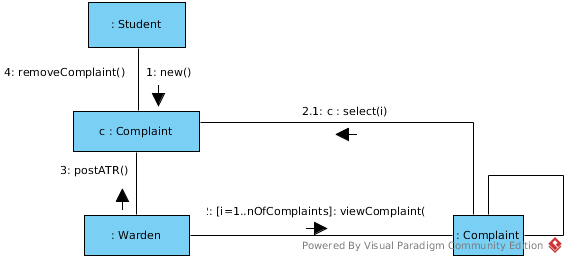 : Student
4: removeComplaint()
1: new()
2.1: c : select(i)
c : Complaint
3: postATR()
: [i=1..nOfComplaints]: viewComplaint(
: Warden
: Complaint
Powered By Visual Paradigm Community Edition